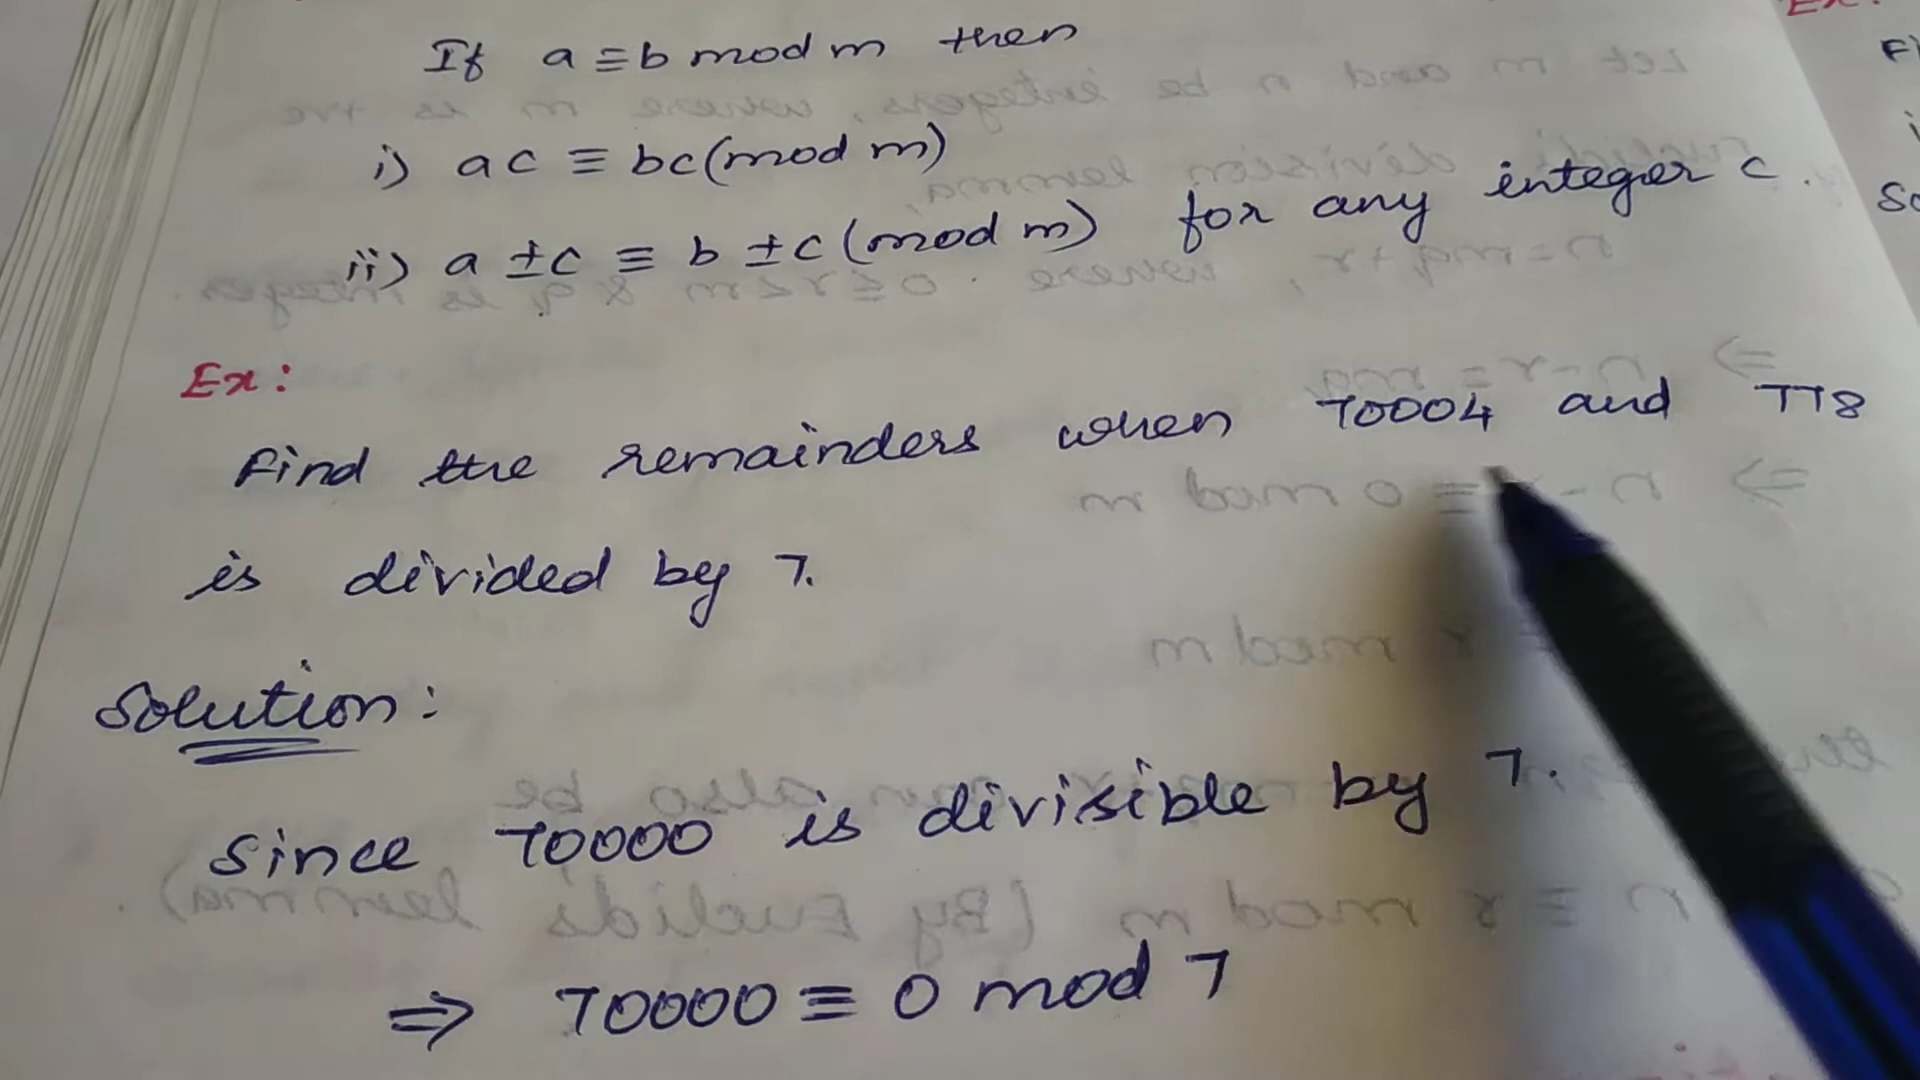 If a ≡ b mod m then
i) ac ≡ bc (mod m)
ii) a ± c ≡ b ± c (mod m) for any integer c.
Ex:
Find the remainders when 70004 and 778
is divided by 7.
Solution:
Since 70000 is divisible by 7.
⇒ 70000 ≡ 0 mod 7